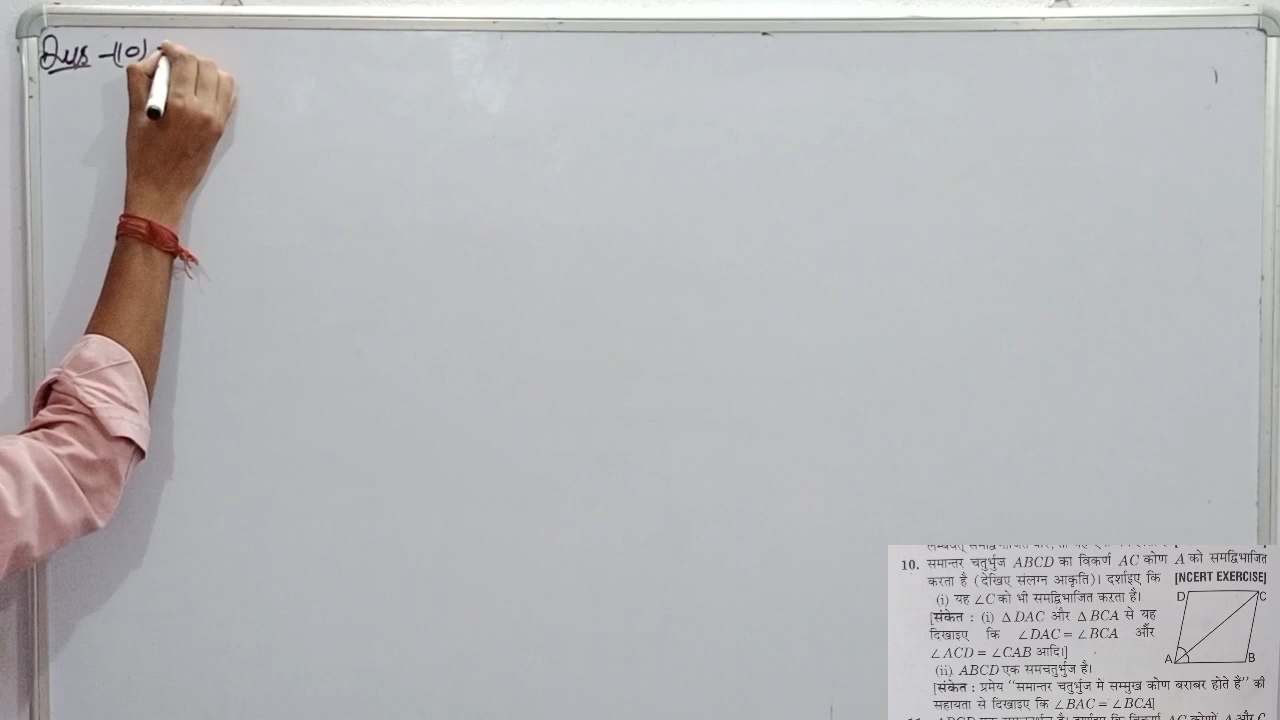 Ques-(10)
10. समान्तर चतुर्भुज ABCD का विकर्ण AC कोण A को समद्विभाजित
करता है (देखिए संलग्न आकृति)। दर्शाइए कि [NCERT EXERCISE]
(i) यह ∠C को भी समद्विभाजित करता है।
[संकेत : (i) Δ DAC और Δ BCA से यह
दिखाइए कि ∠DAC = ∠BCA और
∠ACD = ∠CAB आदि।]
(ii) ABCD एक समचतुर्भुज है।
[संकेत : प्रमेय "समान्तर चतुर्भुज में सम्मुख कोण बराबर होते हैं" की
सहायता से दिखाइए कि ∠BAC = ∠BCA]
D C
A B